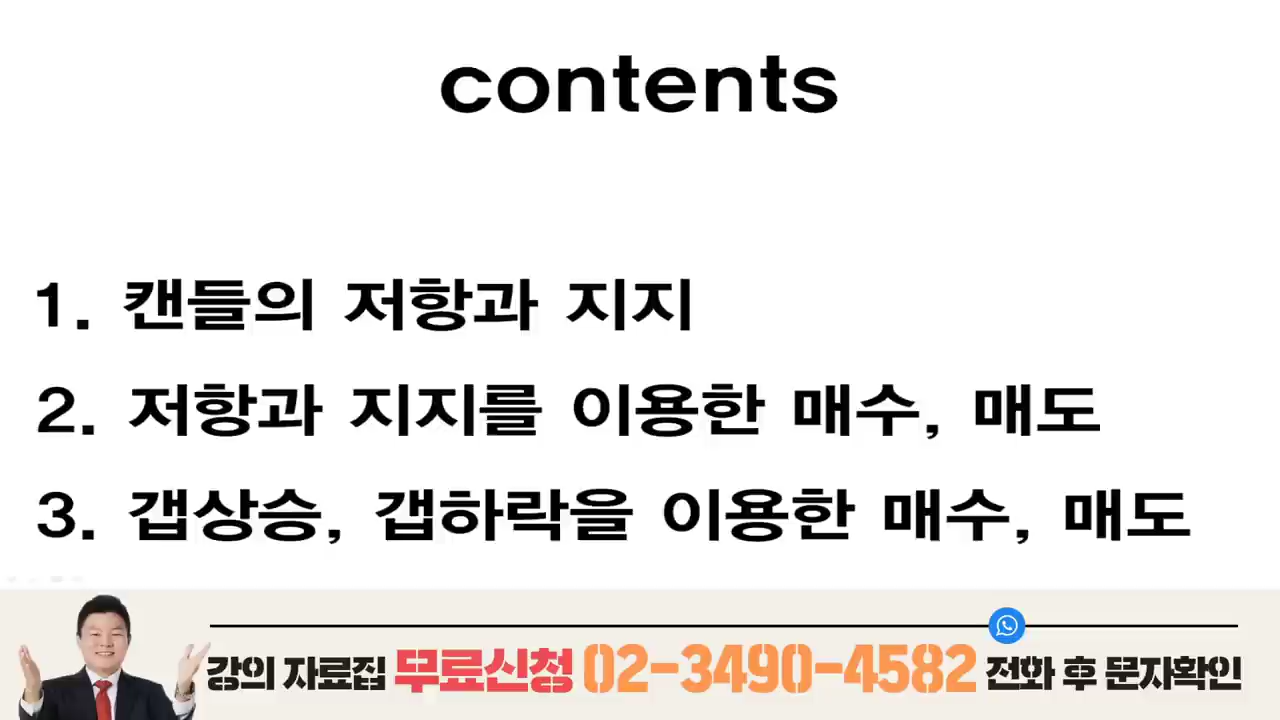 contents
1. 캔들의 저항과 지지
2. 저항과 지지를 이용한 매수, 매도
3. 갭상승, 갭하락을 이용한 매수, 매도
강의 자료집 무료신청 02-3490-4582 전화 후 문자확인